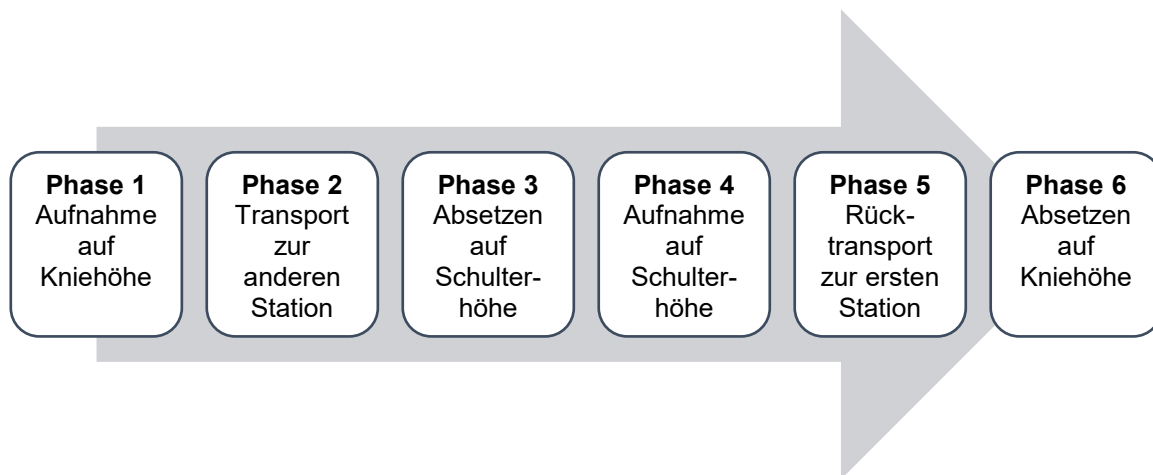 Phase 1
Aufnahme
auf
Kniehöhe
Phase 2
Transport
zur
anderen
Station
Phase 3
Absetzen
auf
Schulter-
höhe
Phase 4
Aufnahme
auf
Schulter-
höhe
Phase 5
Rück-
transport
zur ersten
Station
Phase 6
Absetzen
auf
Kniehöhe